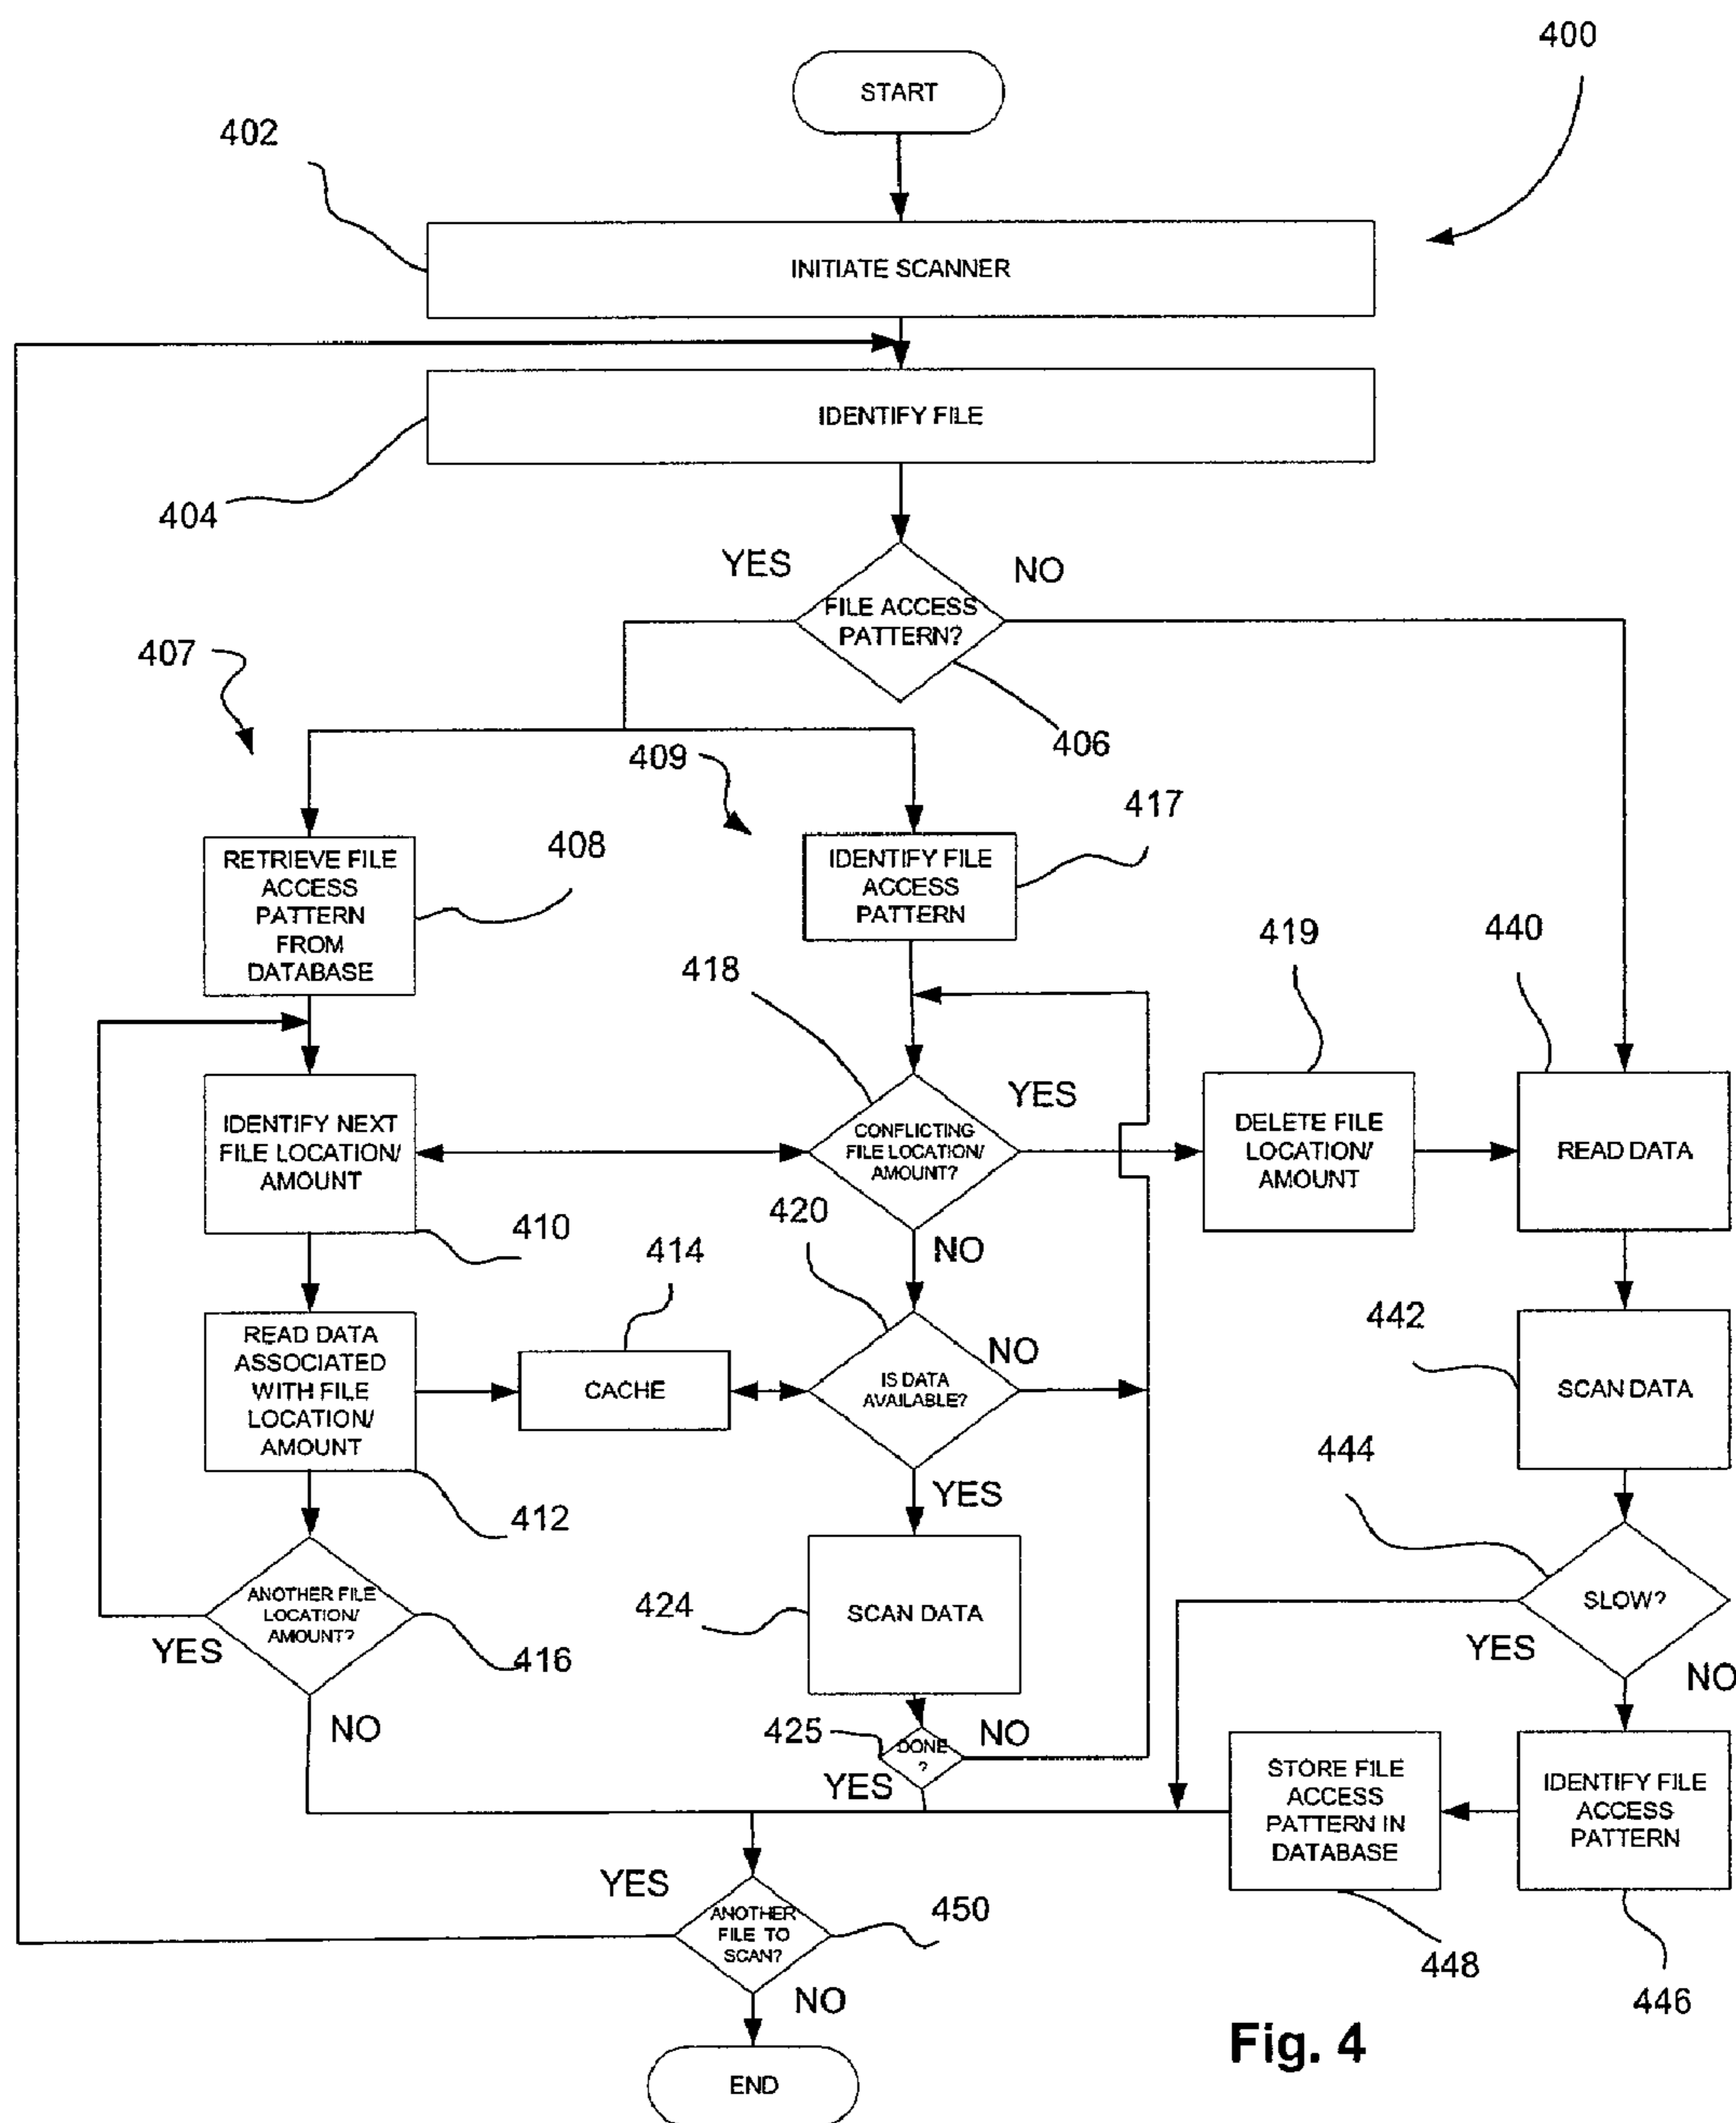 400
START
402
INITIATE SCANNER
IDENTIFY FILE
404
YES
NO
FILE ACCESS
PATTERN?
406
407
409
417
RETRIEVE FILE
ACCESS
PATTERN
FROM
DATABASE
408
IDENTIFY FILE
ACCESS
PATTERN
418
419
440
IDENTIFY NEXT
FILE LOCATION/
AMOUNT
410
CONFLICTING
FILE LOCATION/
AMOUNT?
YES
NO
DELETE FILE
LOCATION/
AMOUNT
READ DATA
420
414
READ DATA
ASSOCIATED
WITH FILE
LOCATION/
AMOUNT
412
CACHE
IS DATA
AVAILABLE?
NO
YES
442
SCAN DATA
444
ANOTHER FILE
LOCATION/
AMOUNT?
YES
416
NO
424
SCAN DATA
SLOW?
YES
NO
425
DONE
?
NO
YES
STORE FILE
ACCESS
PATTERN IN
DATABASE
448
IDENTIFY FILE
ACCESS
PATTERN
446
YES
ANOTHER
FILE TO
SCAN?
450
NO
END
Fig. 4